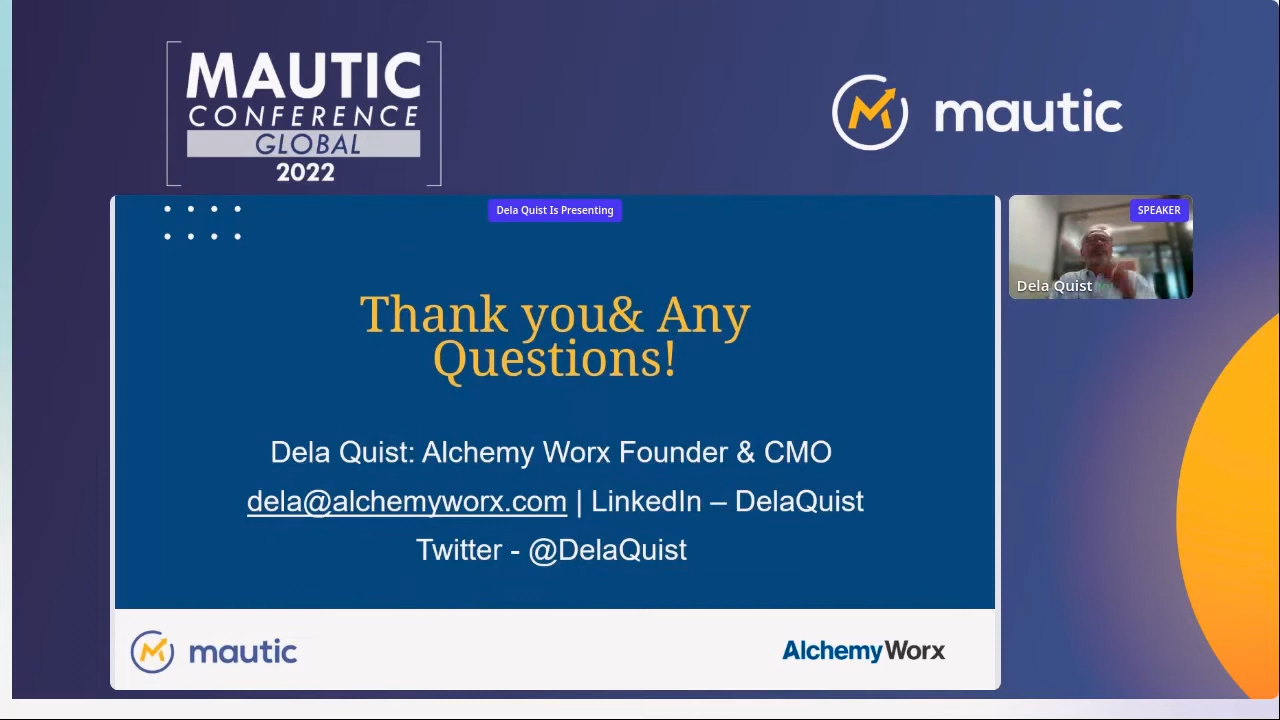 MAUTIC
CONFERENCE
GLOBAL
2022
mautic
Dela Quist Is Presenting
SPEAKER
Dela Quist
Thank you& Any
Questions!
Dela Quist: Alchemy Worx Founder & CMO
dela@alchemyworx.com | LinkedIn – DelaQuist
Twitter - @DelaQuist
mautic
AlchemyWorx